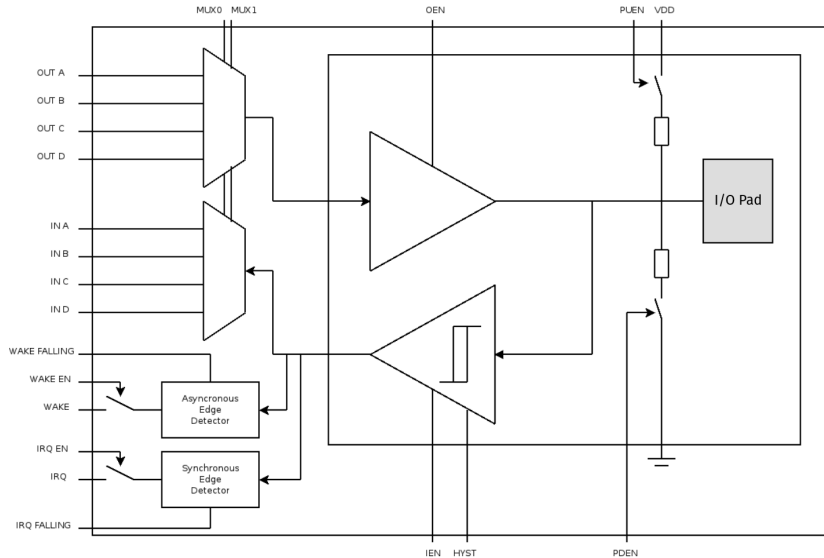 MUX0 MUX1
OEN
PUEN VDD
OUT A
OUT B
OUT C
OUT D
I/O Pad
IN A
IN B
IN C
IN D
WAKE FALLING
WAKE EN
WAKE
Asyncronous
Edge
Detector
IRQ EN
IRQ
Synchronous
Edge
Detector
IRQ FALLING
IEN HYST
PDEN